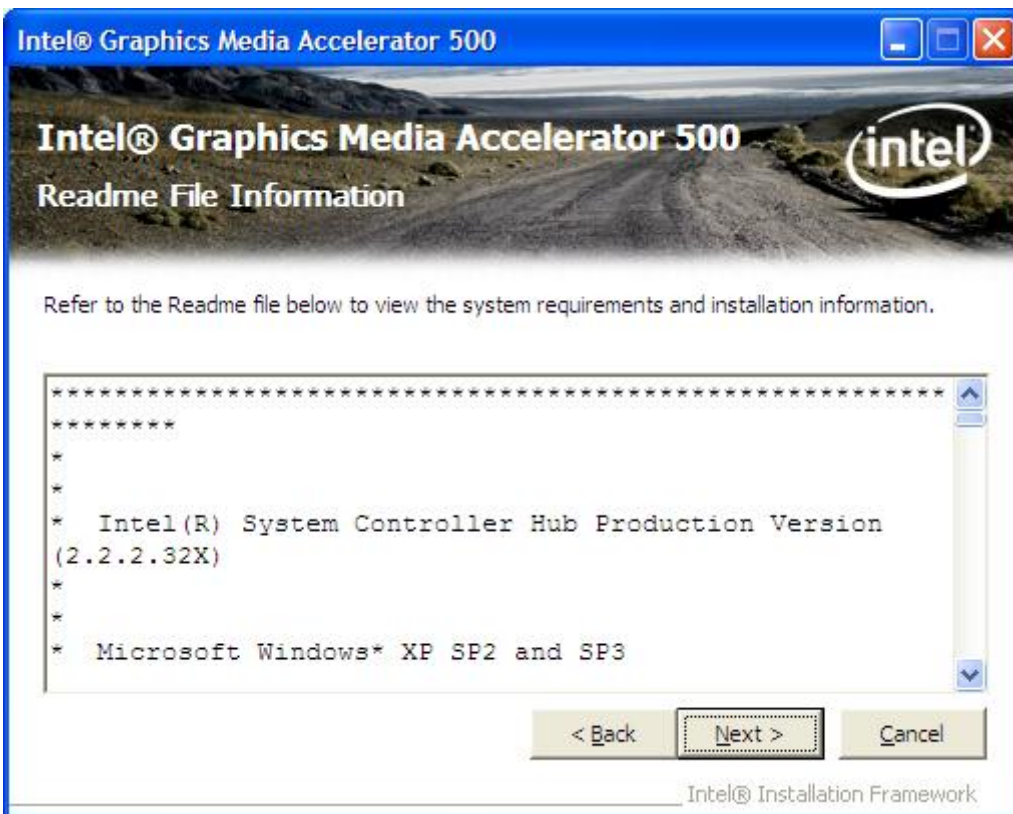 Intel® Graphics Media Accelerator 500
Intel® Graphics Media Accelerator 500
intel
Readme File Information
Refer to the Readme file below to view the system requirements and installation information.
*********************************************************
********
*
*
*  Intel(R) System Controller Hub Production Version
(2.2.2.32X)
*
*
*  Microsoft Windows* XP SP2 and SP3
< Back
Next >
Cancel
Intel® Installation Framework